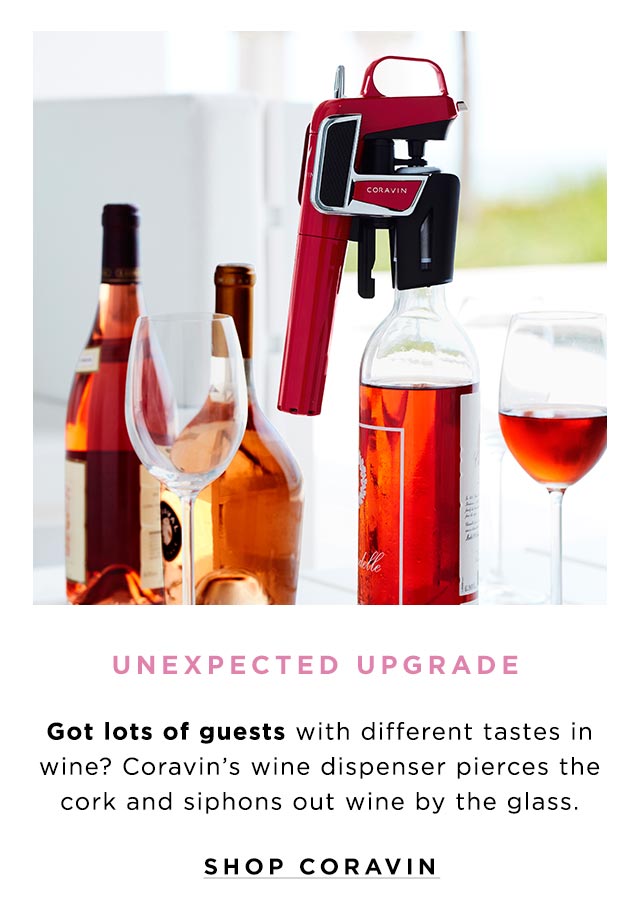 CORAVIN
UNEXPECTED UPGRADE
Got lots of guests with different tastes in
wine? Coravin’s wine dispenser pierces the
cork and siphons out wine by the glass.
SHOP CORAVIN